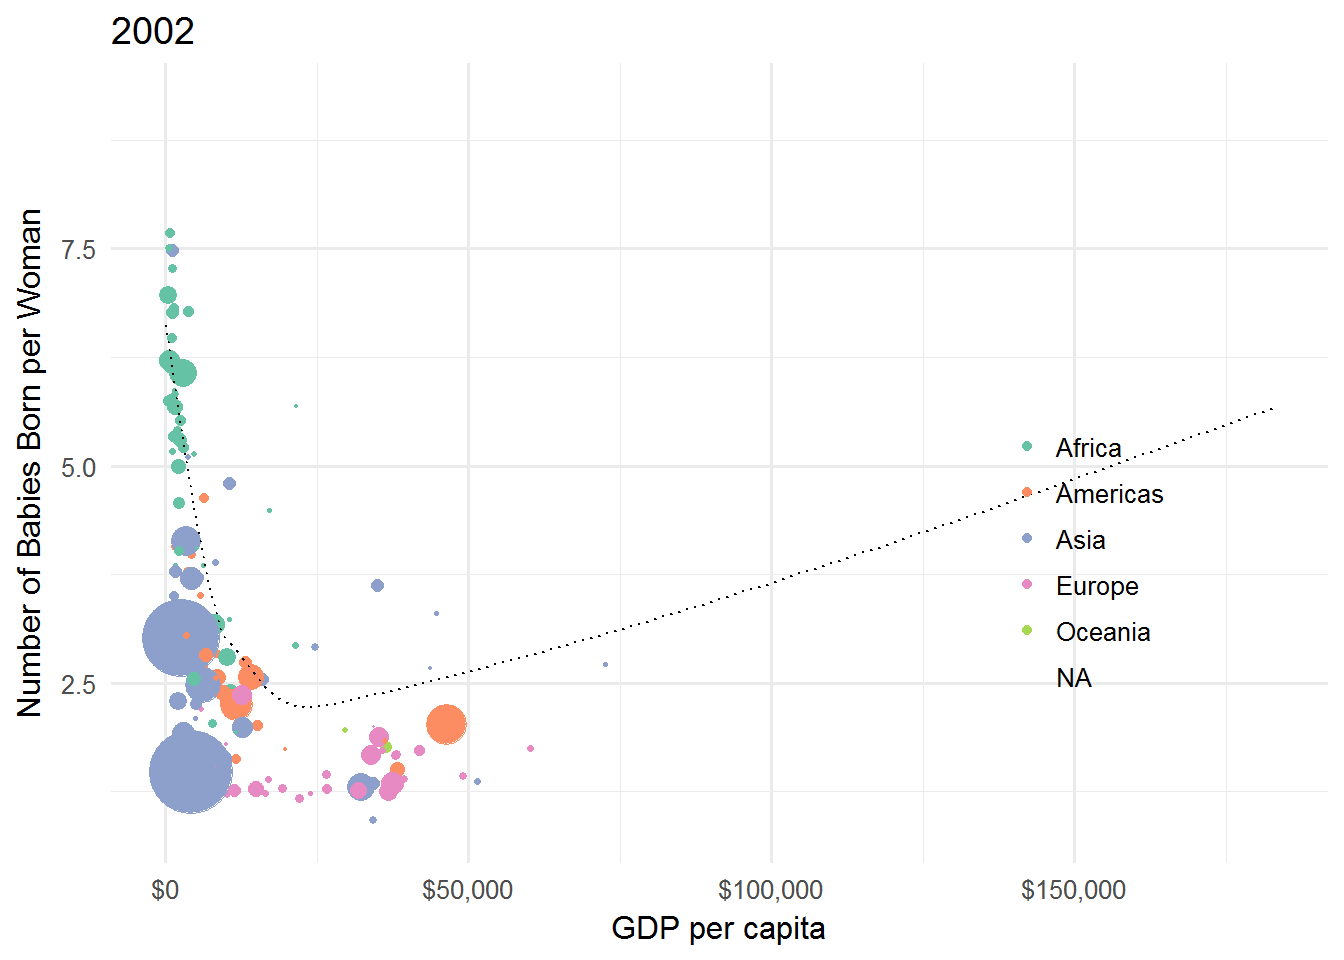 2002
Number of Babies Born per Woman
7.5
5.0
2.5
Africa
Americas
Asia
Europe
Oceania
NA
$0
$50,000
$100,000
$150,000
GDP per capita